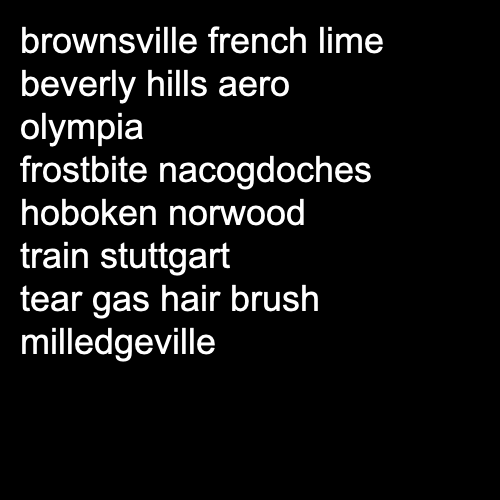 brownsville french lime
beverly hills aero
olympia
frostbite nacogdoches
hoboken norwood
train stuttgart
tear gas hair brush
milledgeville